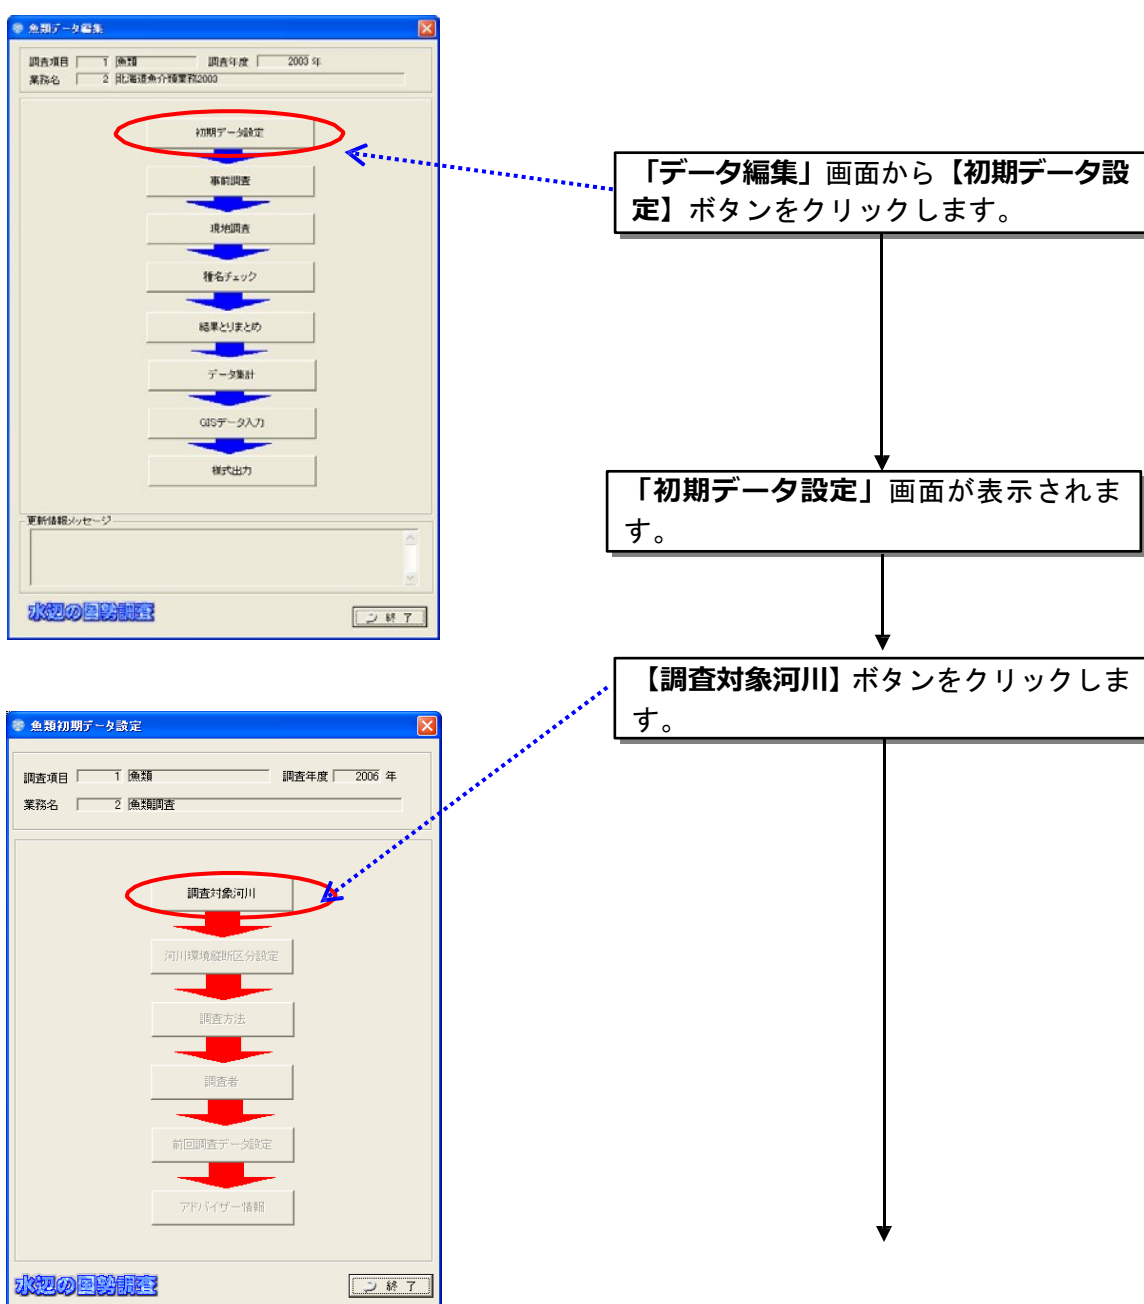 魚類データ編集
調査項目 1 魚類 調査年度 2003 年
業務名 2 北海道魚介類業務2003
初期データ設定
事前調査
現地調査
種名チェック
結果とりまとめ
データ集計
GISデータ入力
様式出力
更新情報メッセージ
水辺の国勢調査
終 了
「データ編集」画面から【初期データ設
定】ボタンをクリックします。
「初期データ設定」画面が表示されま
す。
【調査対象河川】ボタンをクリックしま
す。
魚類初期データ設定
調査項目 1 魚類 調査年度 2006 年
業務名 2 魚類調査
調査対象河川
河川環境縦断区分設定
調査方法
調査者
前回調査データ設定
アドバイザー情報
水辺の国勢調査
終 了